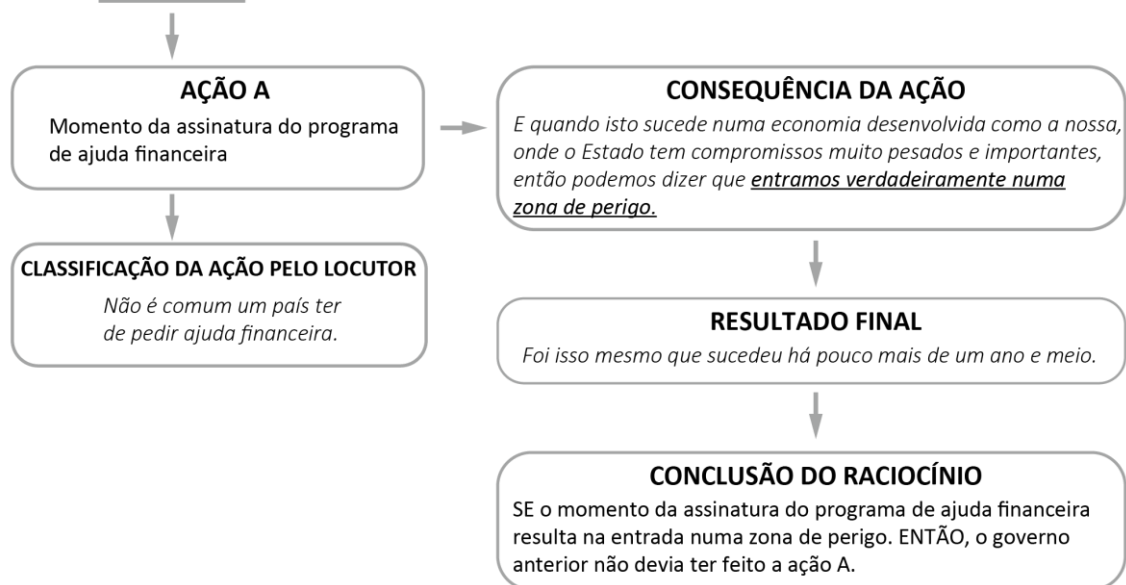 AÇÃO A
Momento da assinatura do programa
de ajuda financeira
CLASSIFICAÇÃO DA AÇÃO PELO LOCUTOR
Não é comum um país ter
de pedir ajuda financeira.
CONSEQUÊNCIA DA AÇÃO
E quando isto sucede numa economia desenvolvida como a nossa,
onde o Estado tem compromissos muito pesados e importantes,
então podemos dizer que entramos verdadeiramente numa
zona de perigo.
RESULTADO FINAL
Foi isso mesmo que sucedeu há pouco mais de um ano e meio.
CONCLUSÃO DO RACIOCÍNIO
SE o momento da assinatura do programa de ajuda financeira
resulta na entrada numa zona de perigo. ENTÃO, o governo
anterior não devia ter feito a ação A.